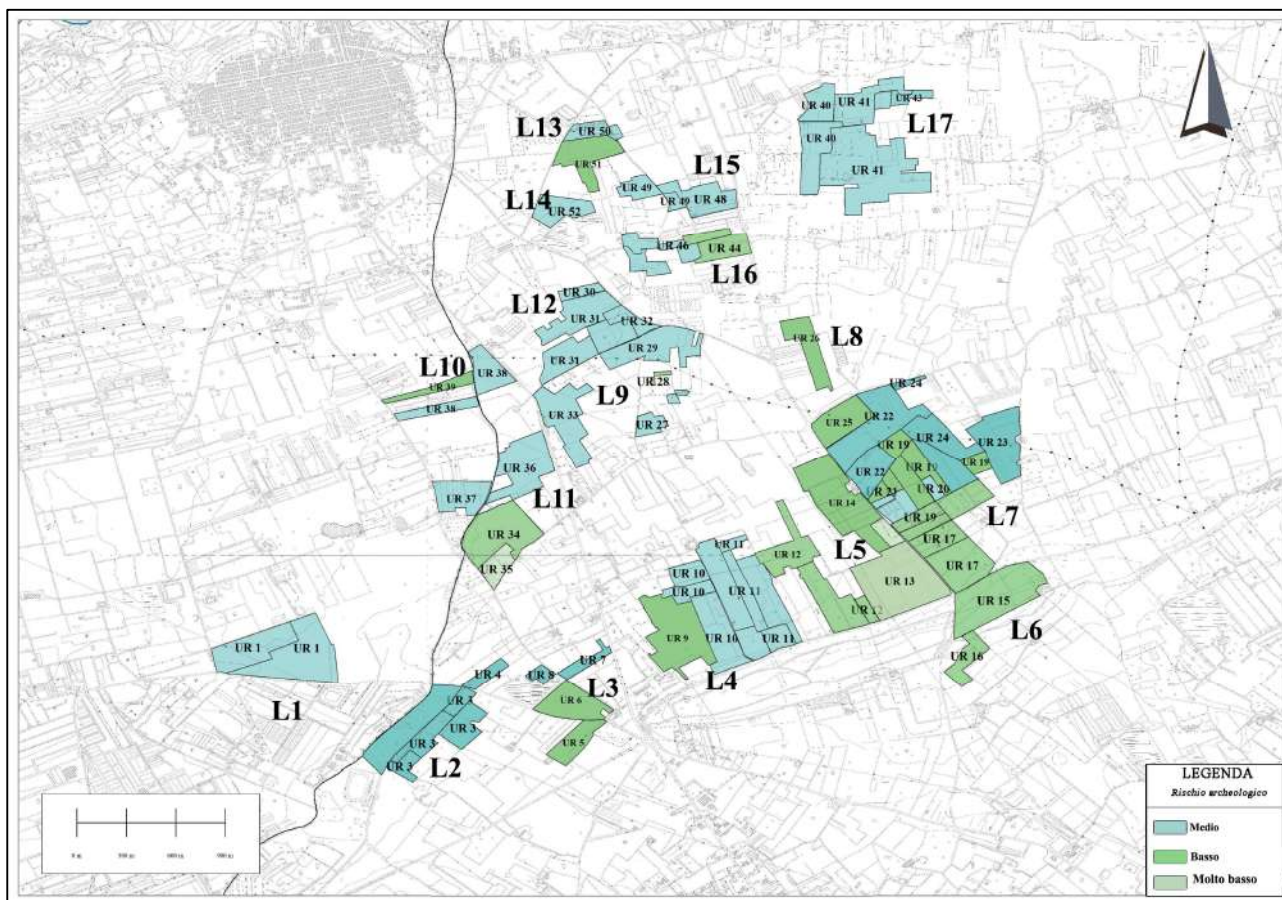 UR 40
UR 41
UR 43
L17
L13
UR 50
UR 51
UR 40
L15
UR 41
UR 49
UR 49
UR 48
L14
UR 52
UR 46
UR 44
L16
UR 30
L12
UR 31
UR 32
UR 29
UR 26
L8
UR 31
L10
UR 38
UR 39
UR 28
UR 24
UR 38
L9
UR 33
UR 27
UR 25
UR 22
UR 24
UR 23
UR 19
UR 36
UR 22
UR 19
UR 20
UR 37
L11
UR 14
L7
UR 19
UR 34
L5
UR 17
UR 11
UR 12
UR 35
UR 10
UR 10
UR 11
UR 13
UR 17
UR 15
UR 12
L6
UR 1
UR 1
UR 9
UR 10
UR 11
UR 16
UR 7
UR 4
UR 8
L3
L4
UR 6
L1
UR 3
UR 3
UR 3
UR 5
UR 3
L2
LEGENDA
Rischio archeologico
Medio
Basso
Molto basso
0 m